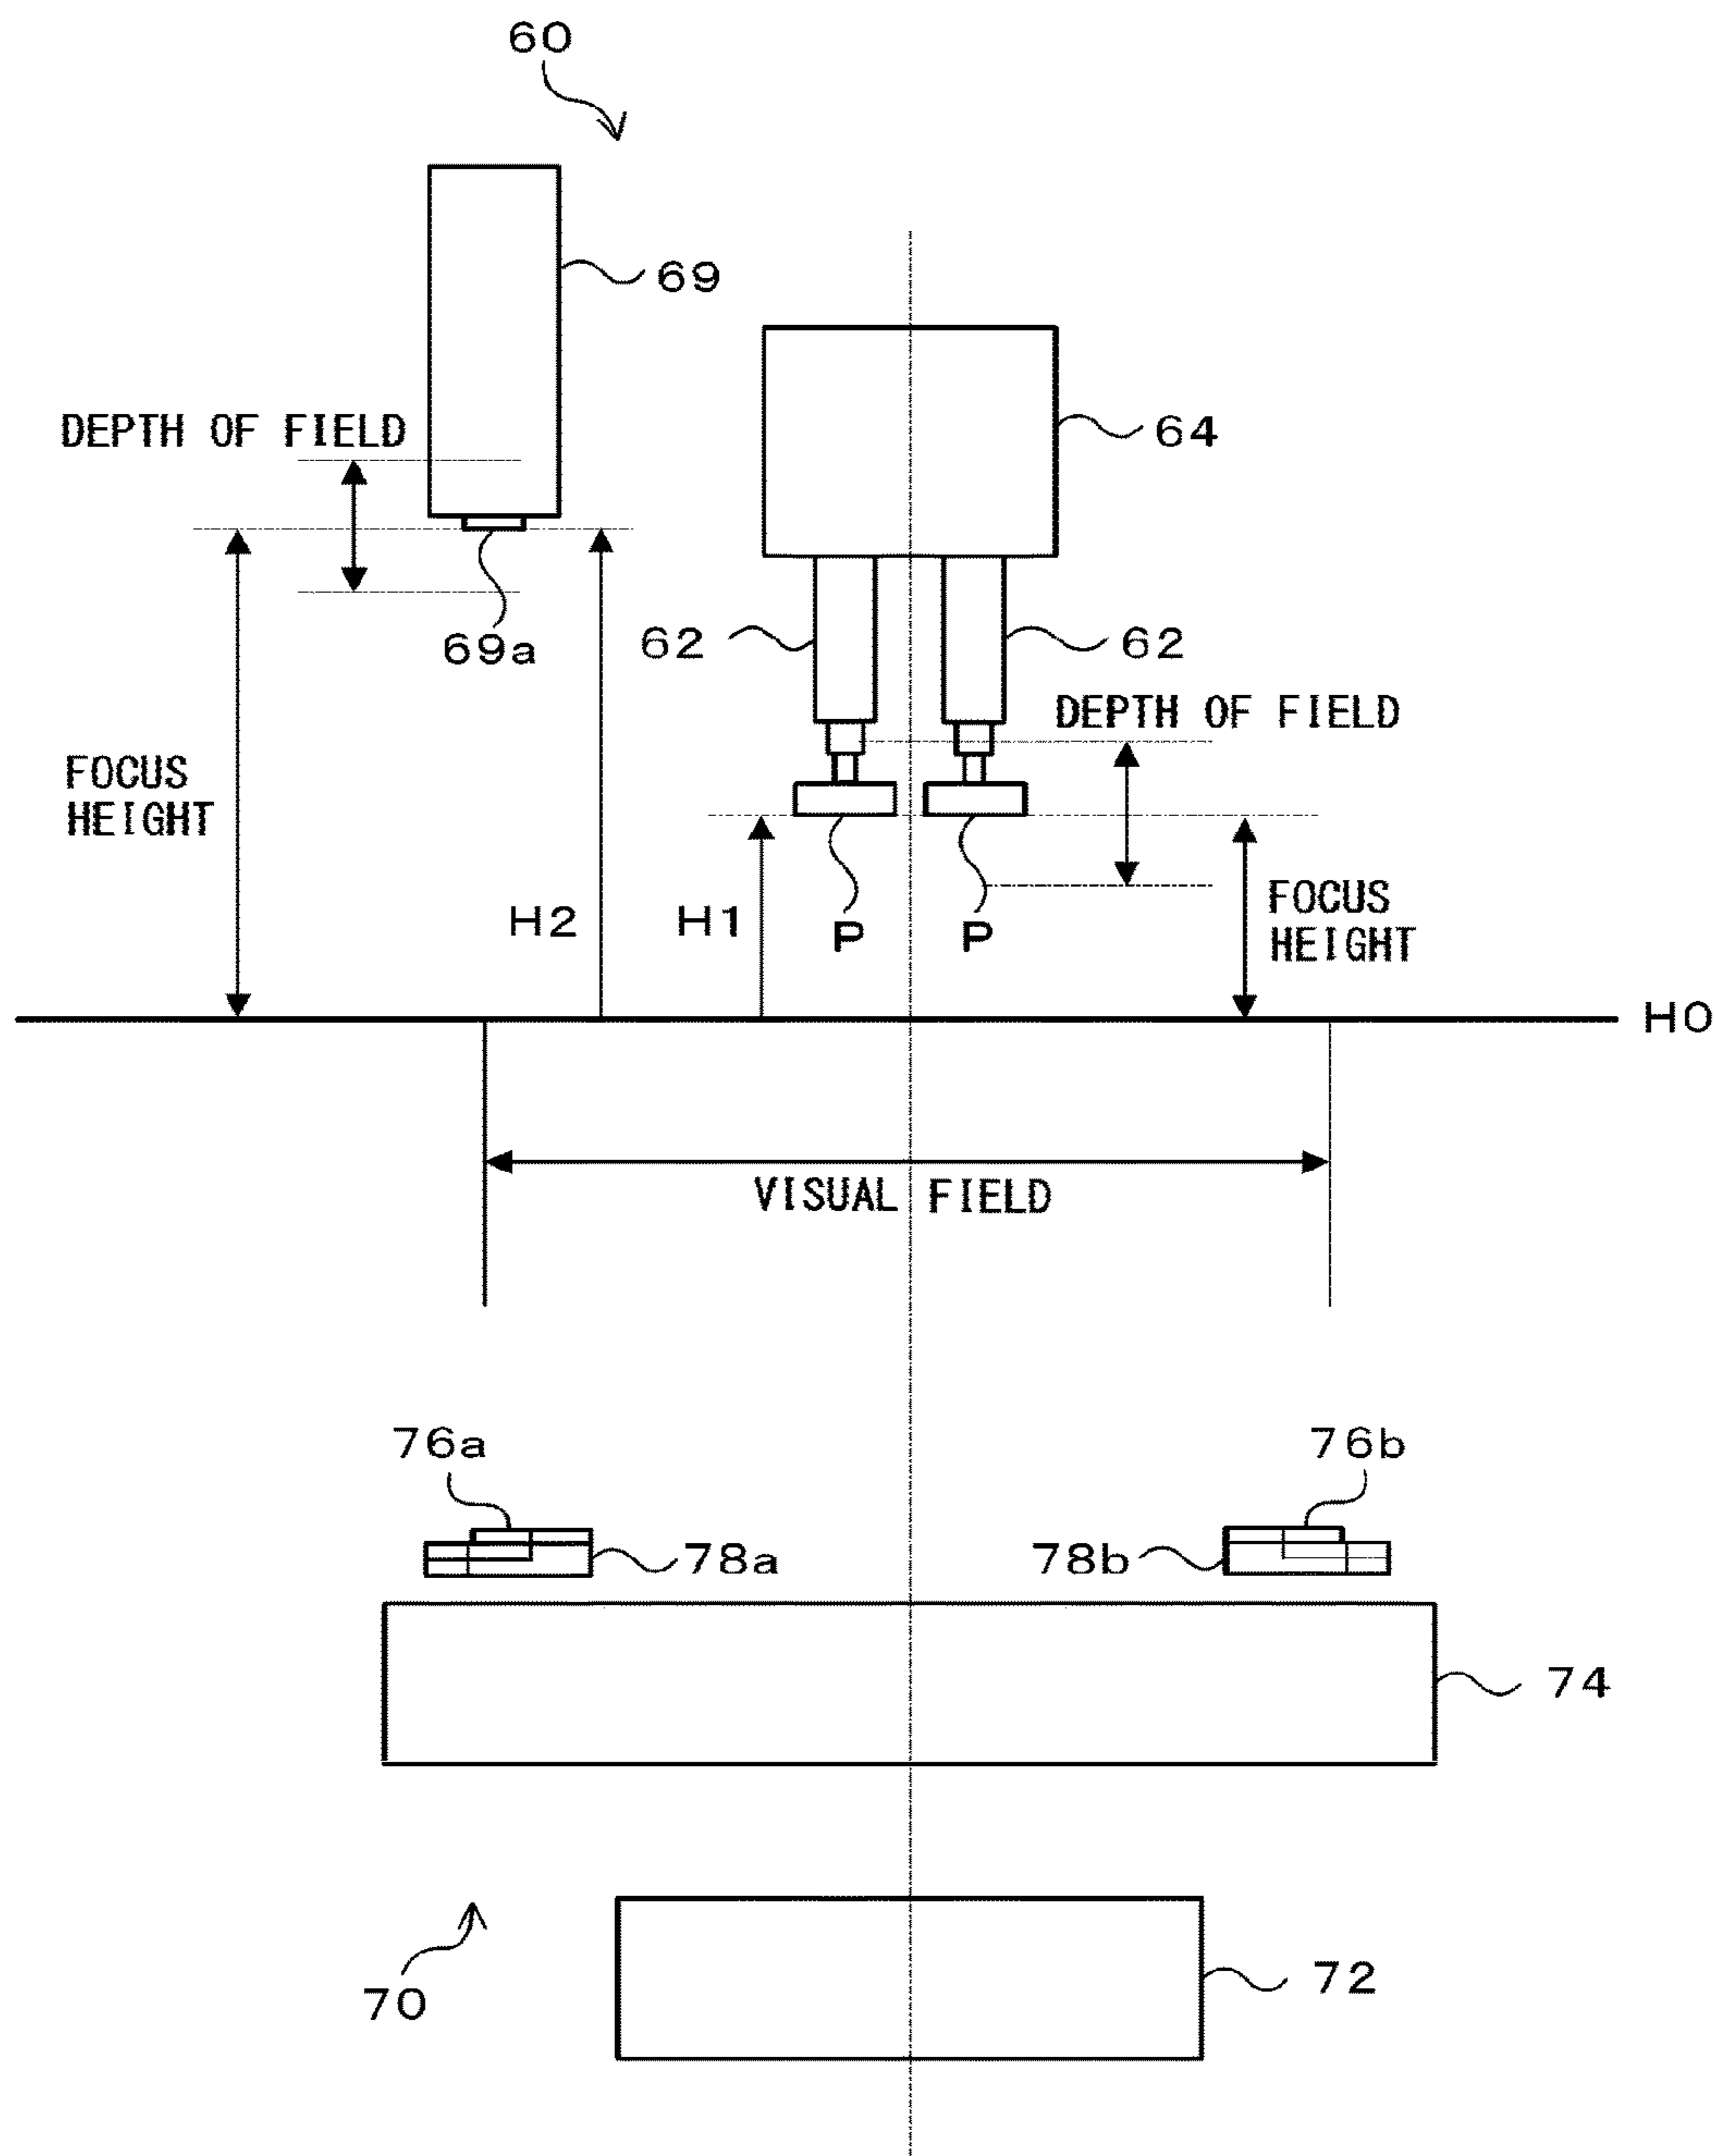 60
69
DEPTH OF FIELD
64
69a
62
62
DEPTH OF FIELD
FOCUS
HEIGHT
H2
H1
P
P
FOCUS
HEIGHT
H0
VISUAL FIELD
76a
76b
78a
78b
74
70
72